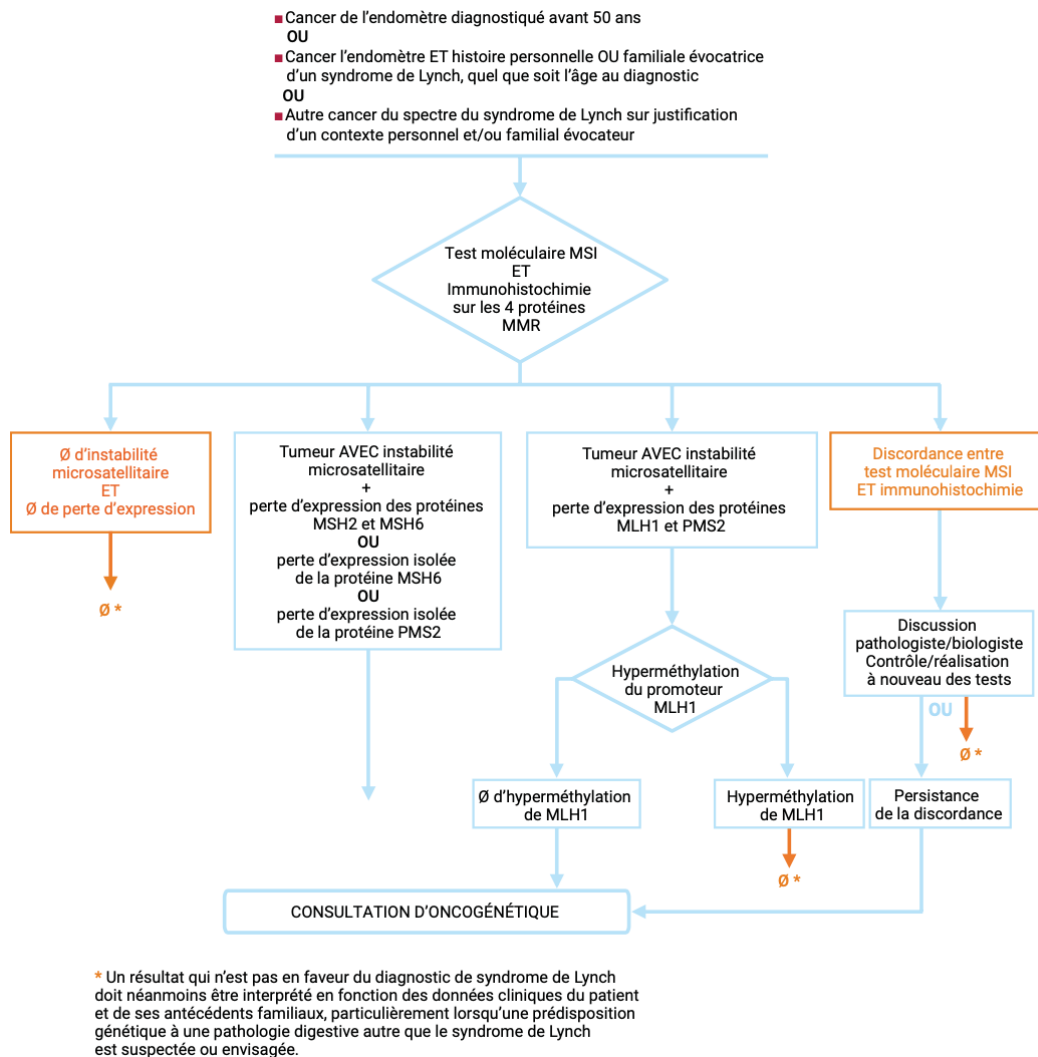 Cancer de l'endomètre diagnostiqué avant 50 ans
OU
Cancer l'endomètre ET histoire personnelle OU familiale évocatrice
d'un syndrome de Lynch, quel que soit l'âge au diagnostic
OU
Autre cancer du spectre du syndrome de Lynch sur justification
d'un contexte personnel et/ou familial évocateur
Test moléculaire MSI
ET
Immunohistochimie
sur les 4 protéines
MMR
Ø d'instabilité
microsatellitaire
ET
Ø de perte d'expression
Ø *
Tumeur AVEC instabilité
microsatellitaire
+
perte d'expression des protéines
MSH2 et MSH6
OU
perte d'expression isolée
de la protéine MSH6
OU
perte d'expression isolée
de la protéine PMS2
Tumeur AVEC instabilité
microsatellitaire
+
perte d'expression des protéines
MLH1 et PMS2
Hyperméthylation
du promoteur
MLH1
Ø d'hyperméthylation
de MLH1
Hyperméthylation
de MLH1
Ø *
Discordance entre
test moléculaire MSI
ET immunohistochimie
Discussion
pathologiste/biologiste
Contrôle/réalisation
à nouveau des tests
OU
Ø *
Persistance
de la discordance
CONSULTATION D'ONCOGÉNÉTIQUE
* Un résultat qui n'est pas en faveur du diagnostic de syndrome de Lynch
doit néanmoins être interprété en fonction des données cliniques du patient
et de ses antécédents familiaux, particulièrement lorsqu'une prédisposition
génétique à une pathologie digestive autre que le syndrome de Lynch
est suspectée ou envisagée.